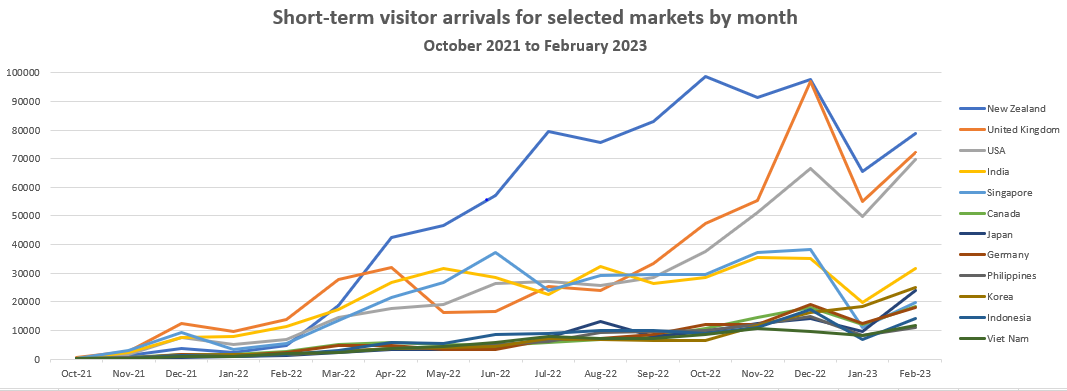 Short-term visitor arrivals for selected markets by month
October 2021 to February 2023
100000
90000
80000
70000
60000
50000
40000
30000
20000
10000
0
Oct-21 Nov-21 Dec-21 Jan-22 Feb-22 Mar-22 Apr-22 May-22 Jun-22 Jul-22 Aug-22 Sep-22 Oct-22 Nov-22 Dec-22 Jan-23 Feb-23
New Zealand
United Kingdom
USA
India
Singapore
Canada
Japan
Germany
Philippines
Korea
Indonesia
Viet Nam